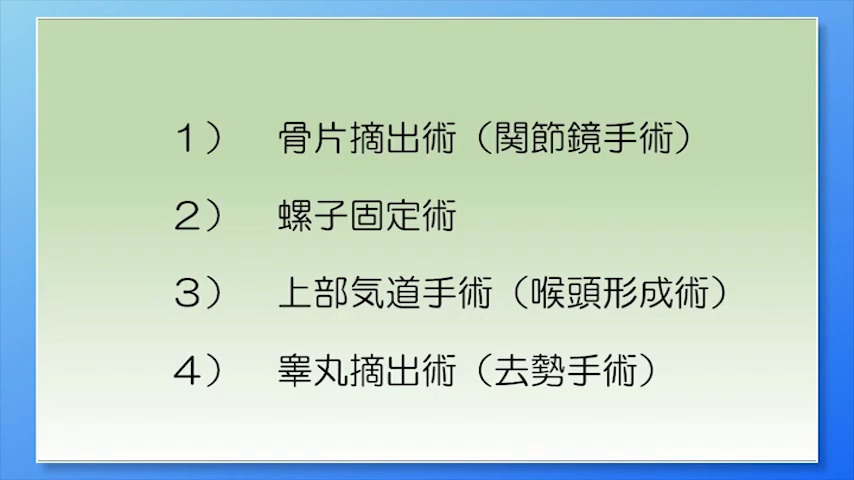 １）　骨片摘出術（関節鏡手術）
２）　螺子固定術
３）　上部気道手術（喉頭形成術）
４）　睾丸摘出術（去勢手術）